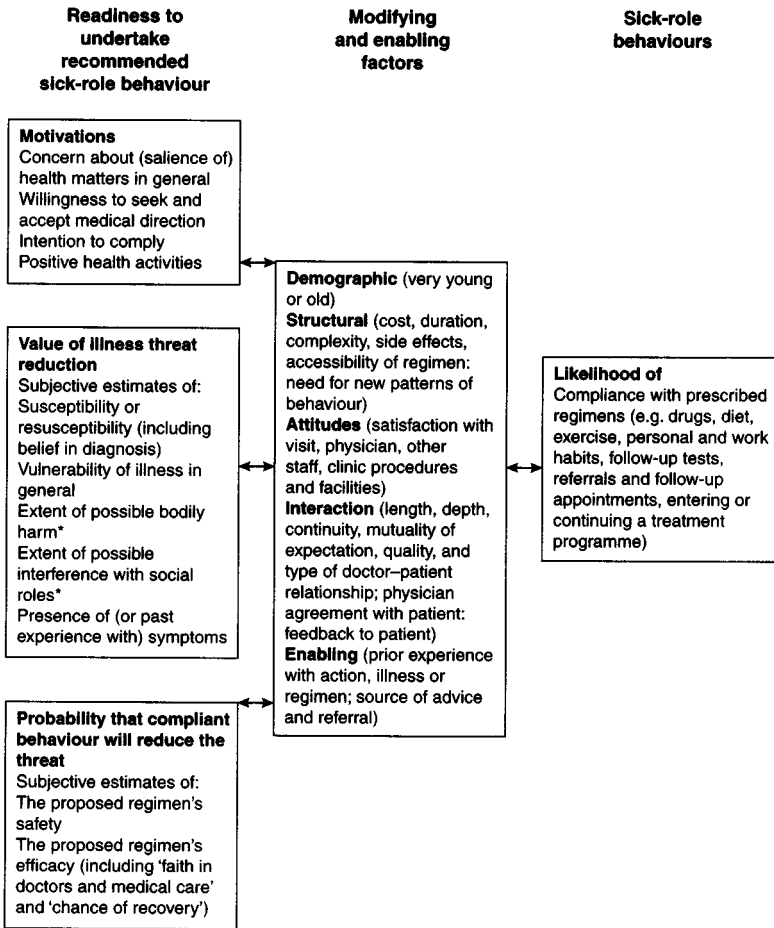 Readiness to
undertake
recommended
sick-role behaviour
Modifying
and enabling
factors
Sick-role
behaviours
Motivations
Concern about (salience of)
health matters in general
Willingness to seek and
accept medical direction
Intention to comply
Positive health activities
Value of illness threat
reduction
Subjective estimates of:
Susceptibility or
resusceptibility (including
belief in diagnosis)
Vulnerability of illness in
general
Extent of possible bodily
harm*
Extent of possible
interference with social
roles*
Presence of (or past
experience with) symptoms
Probability that compliant
behaviour will reduce the
threat
Subjective estimates of:
The proposed regimen's
safety
The proposed regimen's
efficacy (including 'faith in
doctors and medical care'
and 'chance of recovery')
Demographic (very young
or old)
Structural (cost, duration,
complexity, side effects,
accessibility of regimen:
need for new patterns of
behaviour)
Attitudes (satisfaction with
visit, physician, other
staff, clinic procedures
and facilities)
Interaction (length, depth,
continuity, mutuality of
expectation, quality, and
type of doctor–patient
relationship; physician
agreement with patient:
feedback to patient)
Enabling (prior experience
with action, illness or
regimen; source of advice
and referral)
Likelihood of
Compliance with prescribed
regimens (e.g. drugs, diet,
exercise, personal and work
habits, follow-up tests,
referrals and follow-up
appointments, entering or
continuing a treatment
programme)